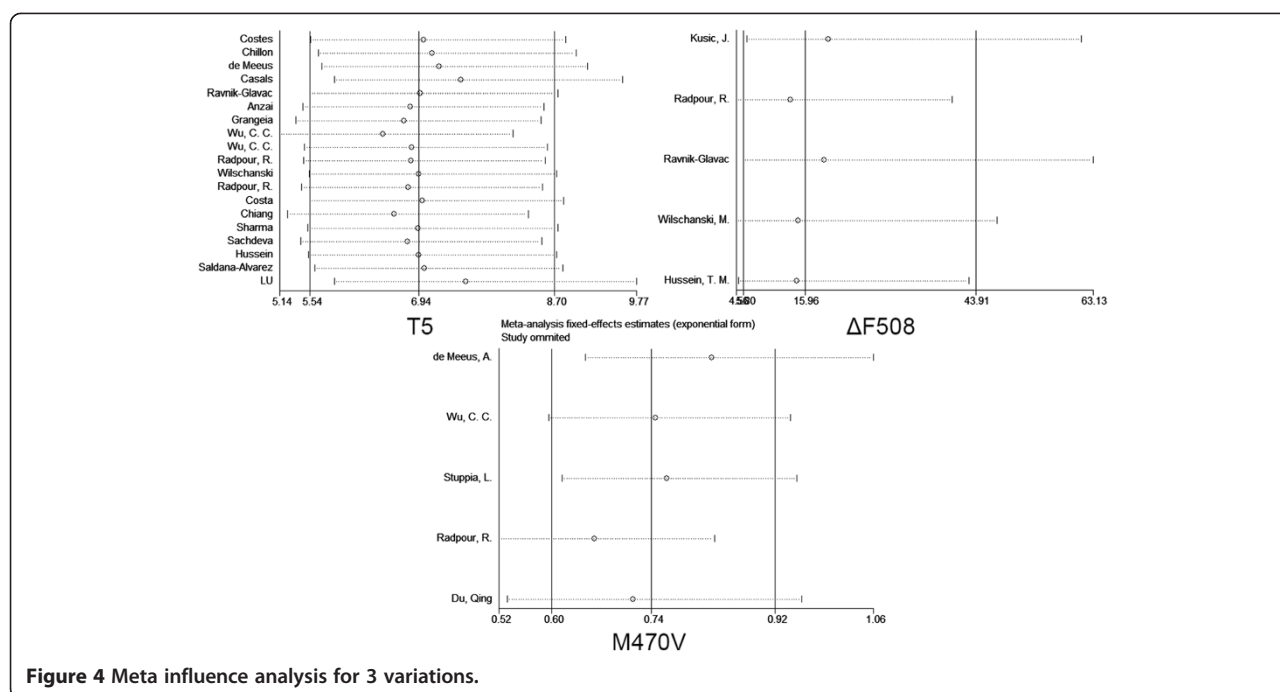 Costes
Chillon
de Meeus
Casals
Ravnik-Glavac
Anzai
Grangeia
Wu, C. C.
Wu, C. C.
Radpour, R.
Wilschanski
Radpour, R.
Costa
Chiang
Sharma
Sachdeva
Hussein
Saldana-Alvarez
LU
5.14 5.54 6.94 8.70 9.77
T5
Kusic, J.
Radpour, R.
Ravnik-Glavac
Wilschanski, M.
Hussein, T. M.
15.96 43.91 63.13
ΔF508
Meta-analysis fixed-effects estimates (exponential form)
Study ommited
de Meeus, A.
Wu, C. C.
Stuppia, L.
Radpour, R.
Du, Qing
0.52 0.60 0.74 0.92 1.06
M470V
Figure 4 Meta influence analysis for 3 variations.